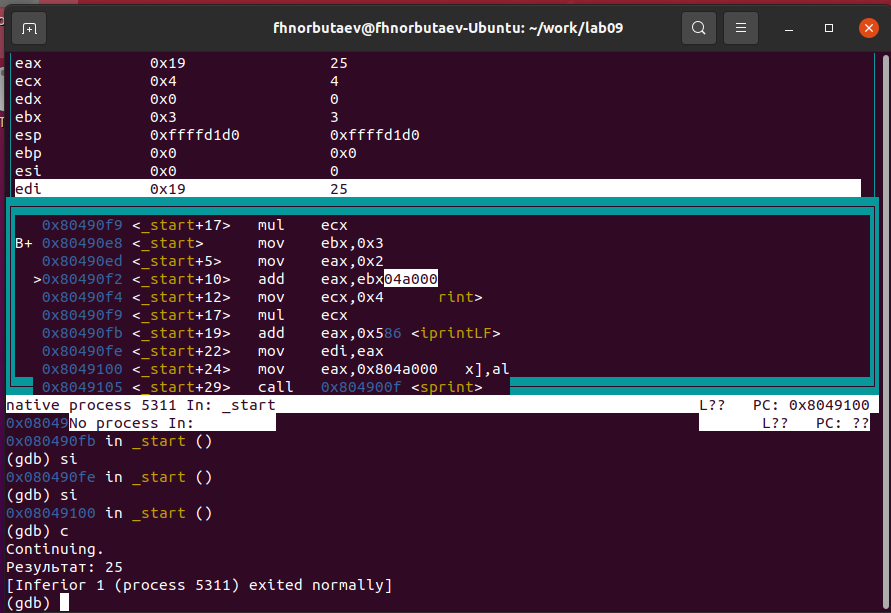 fhnorbutaev@fhnorbutaev-Ubuntu: ~/work/lab09
eax 0x19 25
ecx 0x4 4
edx 0x0 0
ebx 0x3 3
esp 0xffffd1d0 0xffffd1d0
ebp 0x0 0x0
esi 0x0 0
edi 0x19 25
0x80490f9 <_start+17> mul ecx
B+ 0x80490e8 <_start> mov ebx,0x3
0x80490ed <_start+5> mov eax,0x2
>0x80490f2 <_start+10> add eax,ebx04a000
0x80490f4 <_start+12> mov ecx,0x4 rint>
0x80490f9 <_start+17> mul ecx
0x80490fb <_start+19> add eax,0x586 <iprintLF>
0x80490fe <_start+22> mov edi,eax
0x8049100 <_start+24> mov eax,0x804a000 x],al
0x8049105 <_start+29> call 0x804900f <sprint>
native process 5311 In: _start L?? PC: 0x8049100
0x08049No process In: L?? PC: ??
0x080490fb in _start ()
(gdb) si
0x080490fe in _start ()
(gdb) si
0x08049100 in _start ()
(gdb) c
Continuing.
Результат: 25
[Inferior 1 (process 5311) exited normally]
(gdb)